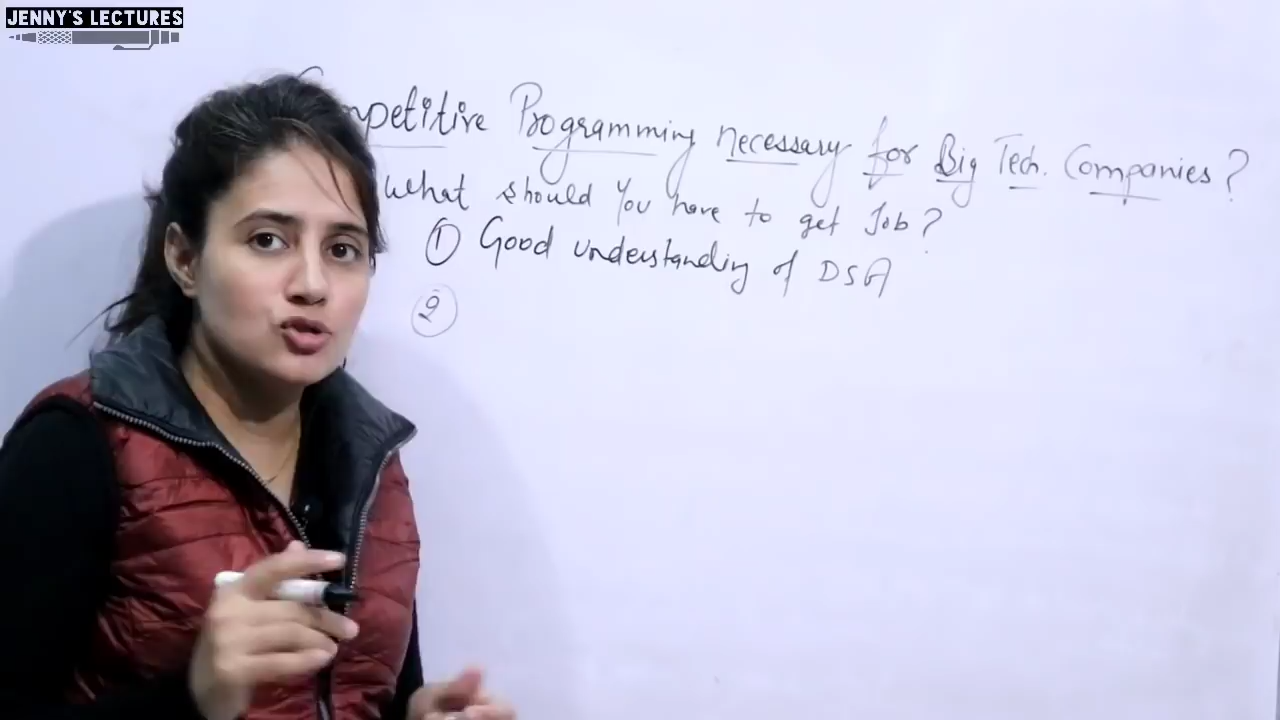 JENNY'S LECTURES
Competitive Programming necessary for Big Tech. Companies?
What should you have to get Job?
① Good understanding of DSA
②